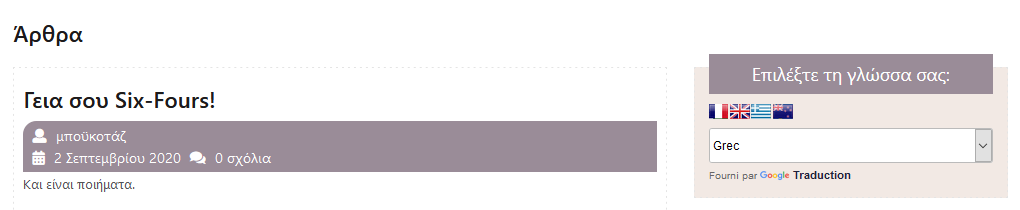 Άρθρα
Γεια σου Six-Fours!
μποϋκοτάζ
2 Σεπτεμβρίου 2020 0 σχόλια
Και είναι ποιήματα.
Επιλέξτε τη γλώσσα σας:
Grec
Fourni par Google Traduction